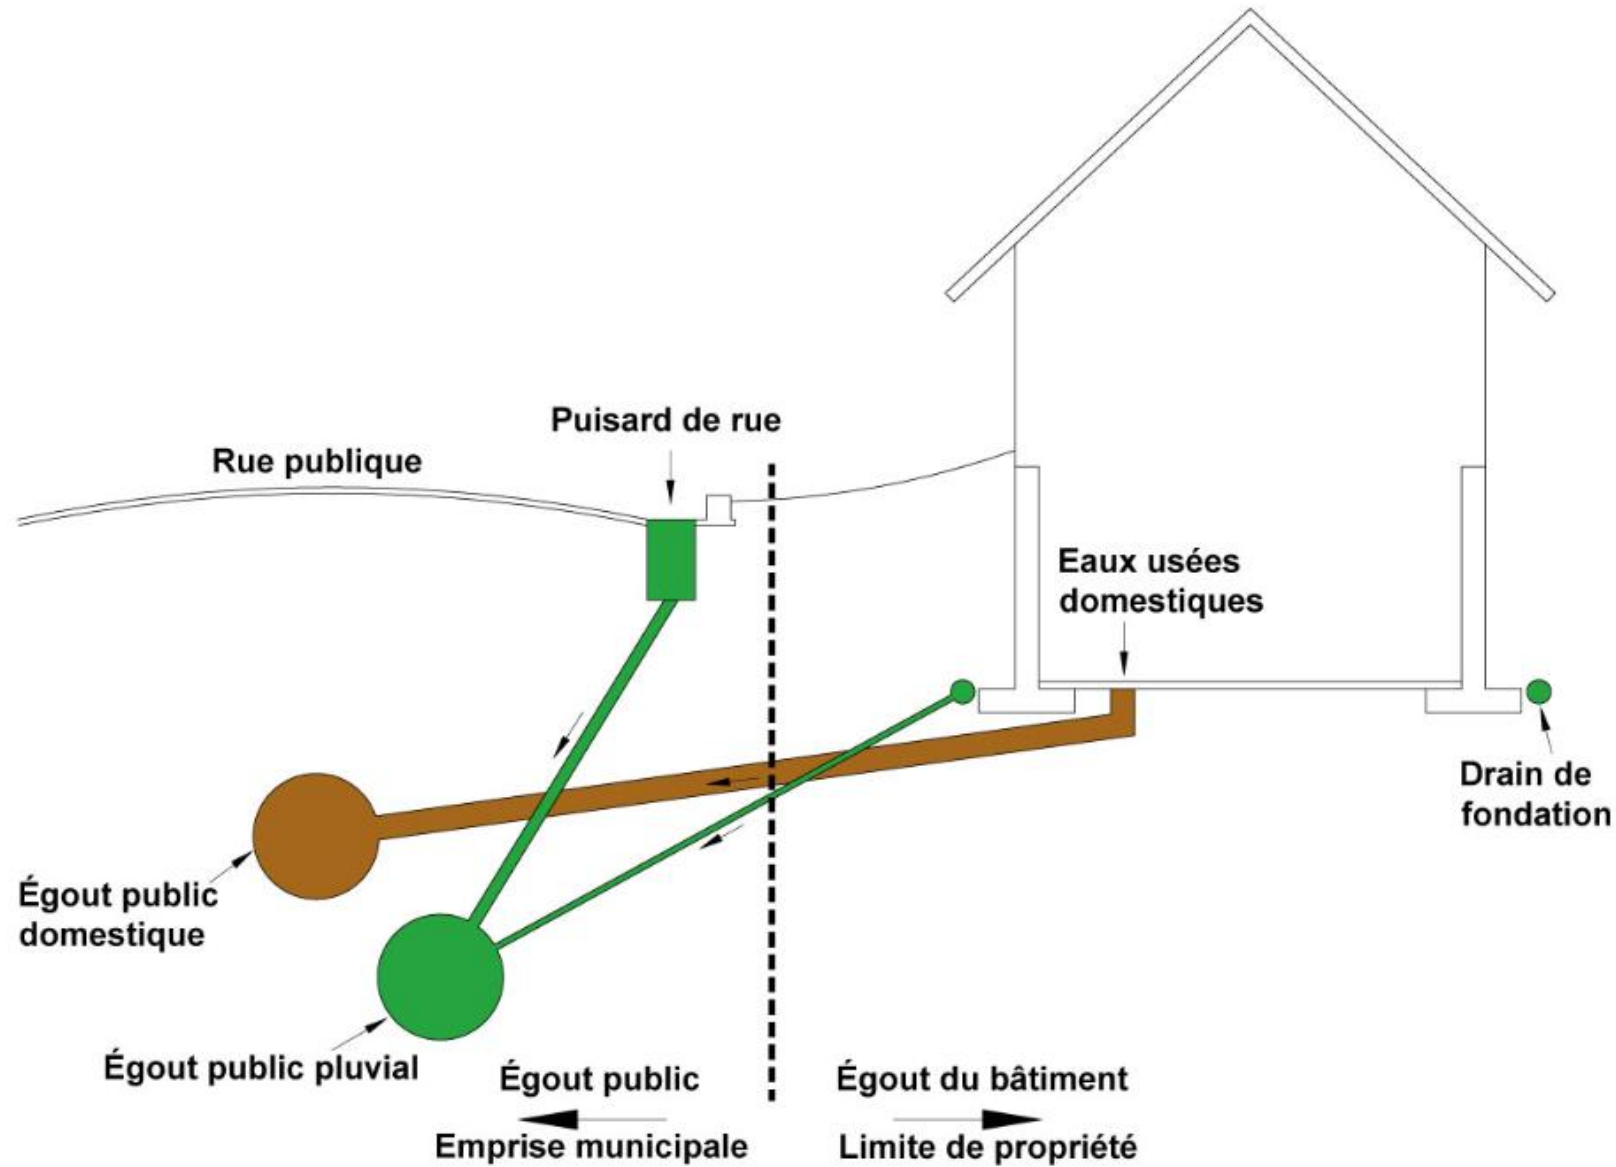 Puisard de rue
Rue publique
Eaux usées
domestiques
Drain de
fondation
Égout public
domestique
Égout public pluvial
Égout public
Emprise municipale
Égout du bâtiment
Limite de propriété